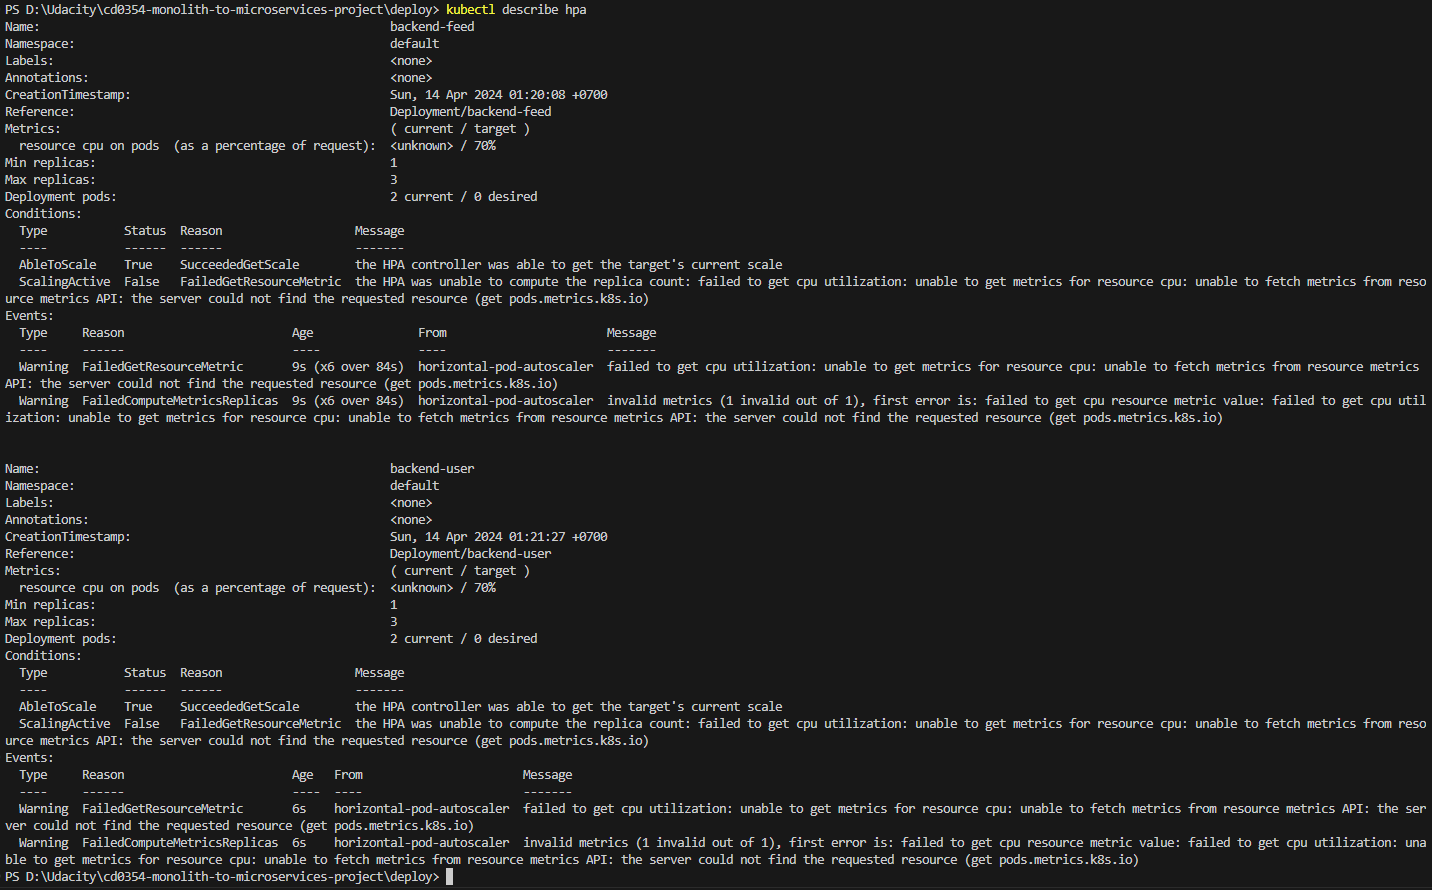 PS D:\Udacity\cd0354-monolith-to-microservices-project\deploy> kubectl describe hpa
Name:                                                  backend-feed
Namespace:                                             default
Labels:                                                <none>
Annotations:                                           <none>
CreationTimestamp:                                     Sun, 14 Apr 2024 01:20:08 +0700
Reference:                                             Deployment/backend-feed
Metrics:                                               ( current / target )
  resource cpu on pods  (as a percentage of request):  <unknown> / 70%
Min replicas:                                          1
Max replicas:                                          3
Deployment pods:                                       2 current / 0 desired
Conditions:
  Type           Status  Reason                   Message
  ----           ------  ------                   -------
  AbleToScale    True    SucceededGetScale        the HPA controller was able to get the target's current scale
  ScalingActive  False   FailedGetResourceMetric  the HPA was unable to compute the replica count: failed to get cpu utilization: unable to get metrics for resource cpu: unable to fetch metrics from reso
urce metrics API: the server could not find the requested resource (get pods.metrics.k8s.io)
Events:
  Type     Reason                        Age               From                       Message
  ----     ------                        ----              ----                       -------
  Warning  FailedGetResourceMetric       9s (x6 over 84s)  horizontal-pod-autoscaler  failed to get cpu utilization: unable to get metrics for resource cpu: unable to fetch metrics from resource metrics
API: the server could not find the requested resource (get pods.metrics.k8s.io)
  Warning  FailedComputeMetricsReplicas  9s (x6 over 84s)  horizontal-pod-autoscaler  invalid metrics (1 invalid out of 1), first error is: failed to get cpu resource metric value: failed to get cpu util
ization: unable to get metrics for resource cpu: unable to fetch metrics from resource metrics API: the server could not find the requested resource (get pods.metrics.k8s.io)
Name:                                                  backend-user
Namespace:                                             default
Labels:                                                <none>
Annotations:                                           <none>
CreationTimestamp:                                     Sun, 14 Apr 2024 01:21:27 +0700
Reference:                                             Deployment/backend-user
Metrics:                                               ( current / target )
  resource cpu on pods  (as a percentage of request):  <unknown> / 70%
Min replicas:                                          1
Max replicas:                                          3
Deployment pods:                                       2 current / 0 desired
Conditions:
  Type           Status  Reason                   Message
  ----           ------  ------                   -------
  AbleToScale    True    SucceededGetScale        the HPA controller was able to get the target's current scale
  ScalingActive  False   FailedGetResourceMetric  the HPA was unable to compute the replica count: failed to get cpu utilization: unable to get metrics for resource cpu: unable to fetch metrics from reso
urce metrics API: the server could not find the requested resource (get pods.metrics.k8s.io)
Events:
  Type     Reason                        Age   From                       Message
  ----     ------                        ----  ----                       -------
  Warning  FailedGetResourceMetric       6s    horizontal-pod-autoscaler  failed to get cpu utilization: unable to get metrics for resource cpu: unable to fetch metrics from resource metrics API: the ser
ver could not find the requested resource (get pods.metrics.k8s.io)
  Warning  FailedComputeMetricsReplicas  6s    horizontal-pod-autoscaler  invalid metrics (1 invalid out of 1), first error is: failed to get cpu resource metric value: failed to get cpu utilization: una
ble to get metrics for resource cpu: unable to fetch metrics from resource metrics API: the server could not find the requested resource (get pods.metrics.k8s.io)
PS D:\Udacity\cd0354-monolith-to-microservices-project\deploy>